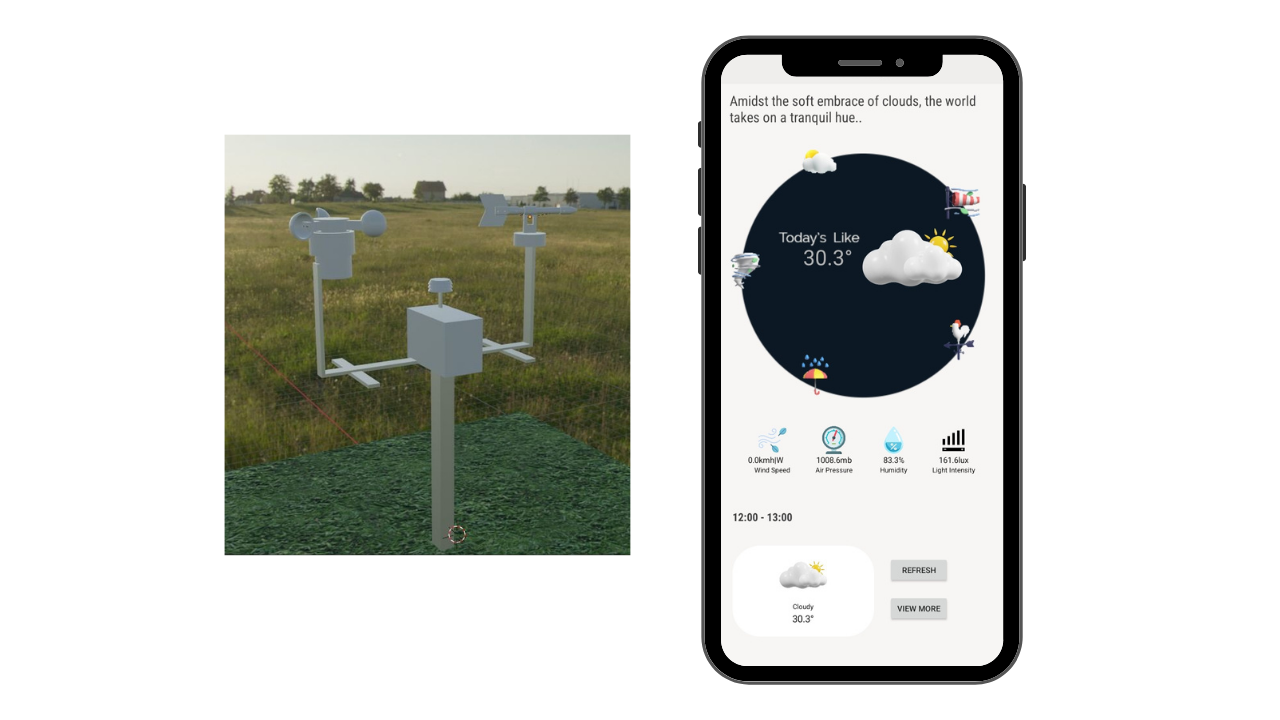 Amidst the soft embrace of clouds, the world
takes on a tranquil hue..
Today's Like
30.3°
0.0kmh|W
Wind Speed
1008.6mb
Air Pressure
83.3%
Humidity
161.6lux
Light Intensity
12:00 - 13:00
Cloudy
30.3°
REFRESH
VIEW MORE